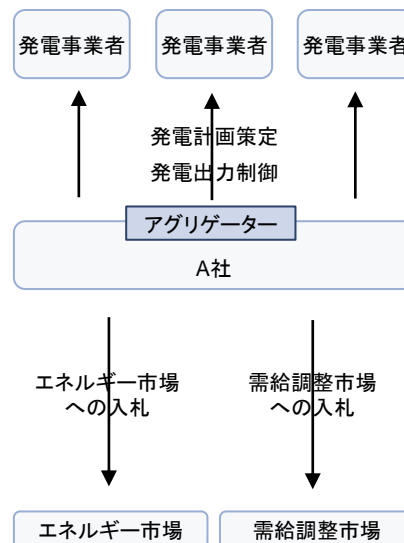 発電事業者
発電事業者
発電事業者
発電計画策定
発電出力制御
アグリゲーター
A社
エネルギー市場
への入札
需給調整市場
への入札
エネルギー市場
需給調整市場